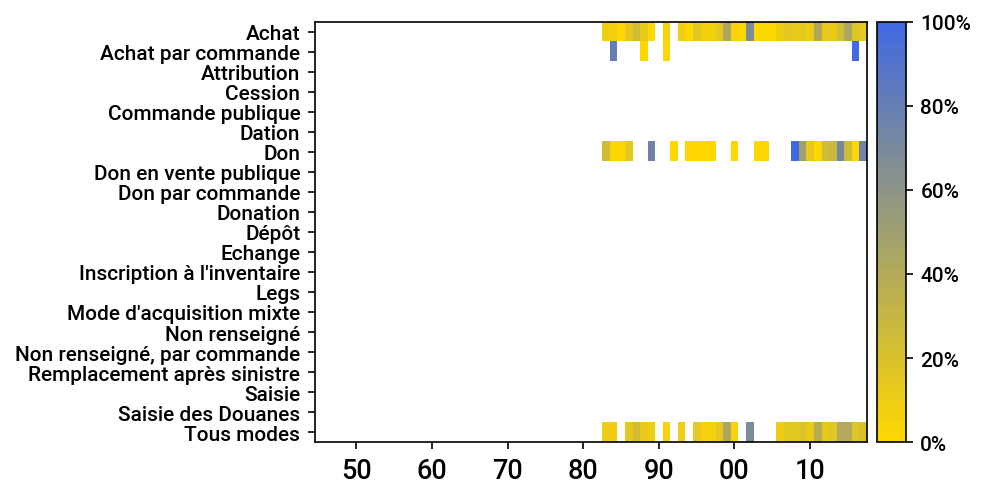 Achat
Achat par commande
Attribution
Cession
Commande publique
Dation
Don
Don en vente publique
Don par commande
Donation
Dépôt
Echange
Inscription à l'inventaire
Legs
Mode d'acquisition mixte
Non renseigné
Non renseigné, par commande
Remplacement après sinistre
Saisie
Saisie des Douanes
Tous modes
50 60 70 80 90 00 10
100%
80%
60%
40%
20%
0%